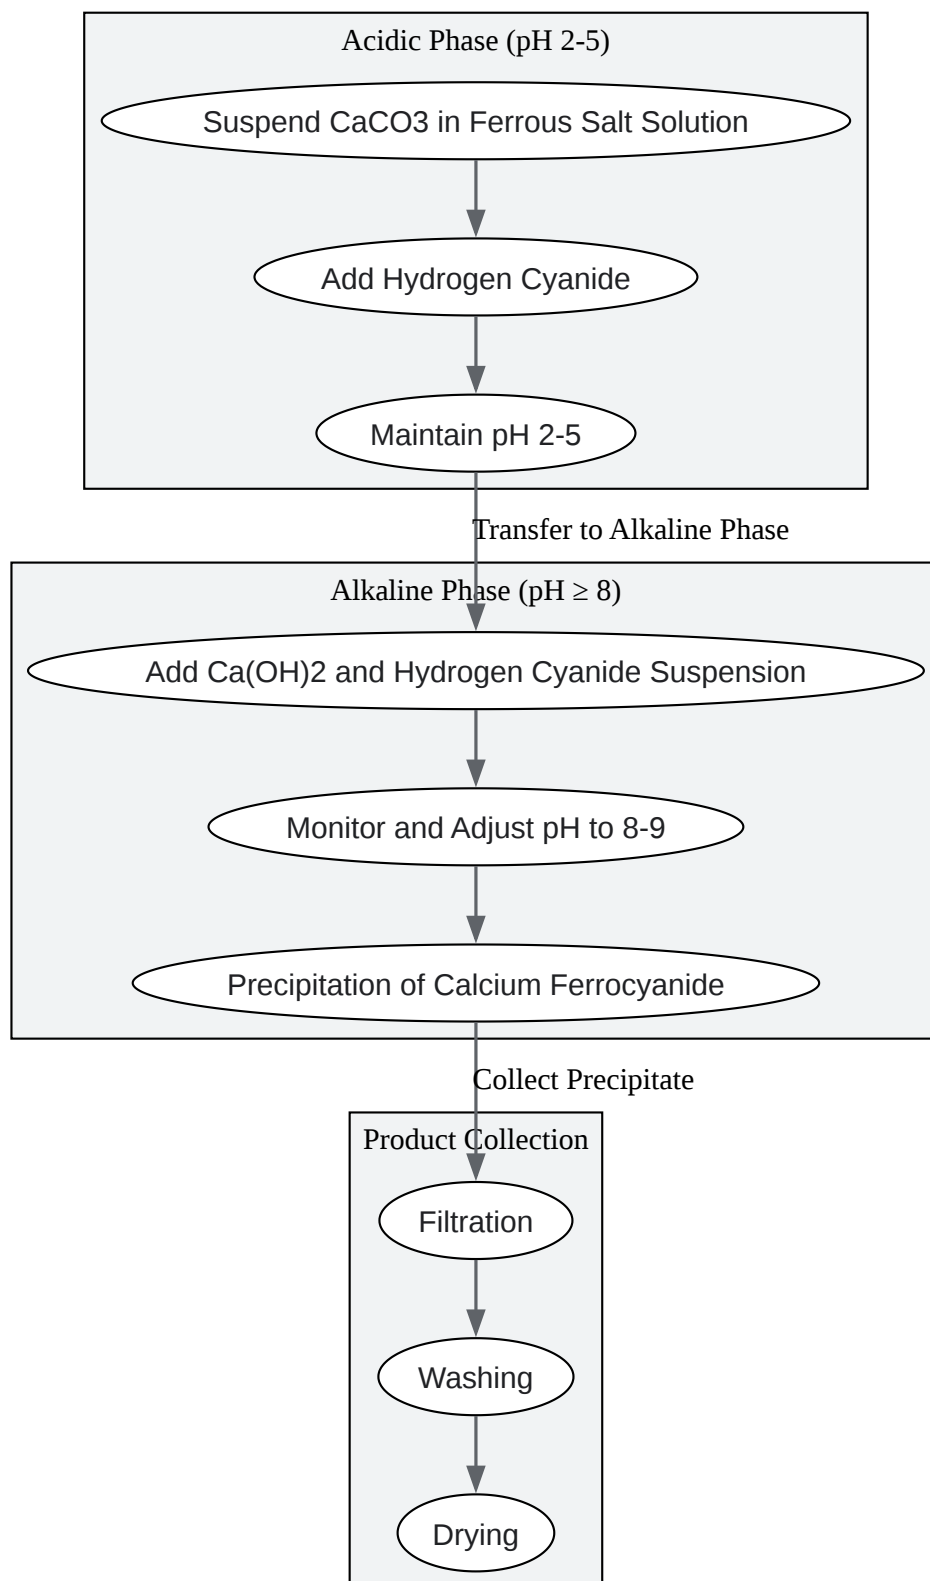 Acidic Phase (pH 2-5)
Suspend CaCO3 in Ferrous Salt Solution
Add Hydrogen Cyanide
Maintain pH 2-5
Transfer to Alkaline Phase
Alkaline Phase (pH ≥ 8)
Add Ca(OH)2 and Hydrogen Cyanide Suspension
Monitor and Adjust pH to 8-9
Precipitation of Calcium Ferrocyanide
Collect Precipitate
Product Collection
Filtration
Washing
Drying